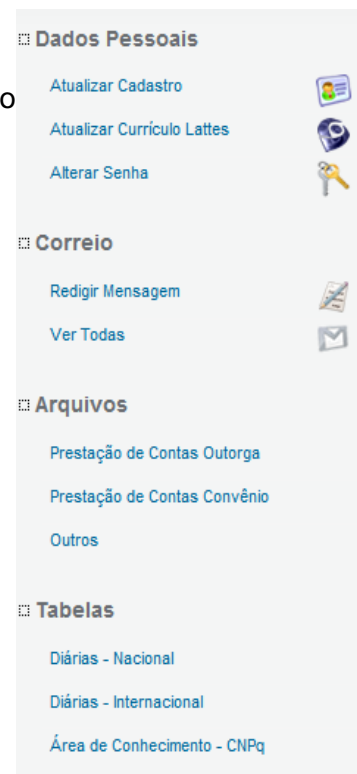 Dados Pessoais
Atualizar Cadastro
o
Atualizar Currículo Lattes
Alterar Senha
Correio
Redigir Mensagem
Ver Todas
Arquivos
Prestação de Contas Outorga
Prestação de Contas Convênio
Outros
Tabelas
Diárias - Nacional
Diárias - Internacional
Área de Conhecimento - CNPq